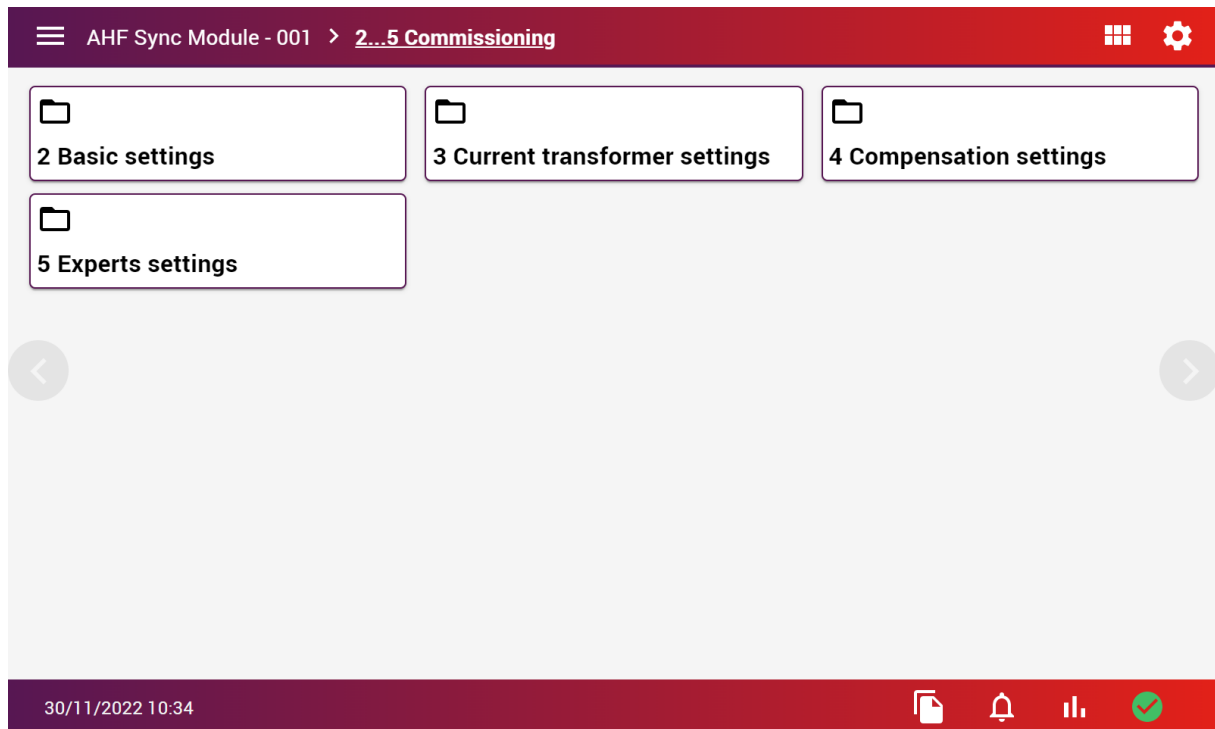 AHF Sync Module - 001 > 2...5 Commissioning
2 Basic settings
3 Current transformer settings
4 Compensation settings
5 Experts settings
30/11/2022 10:34